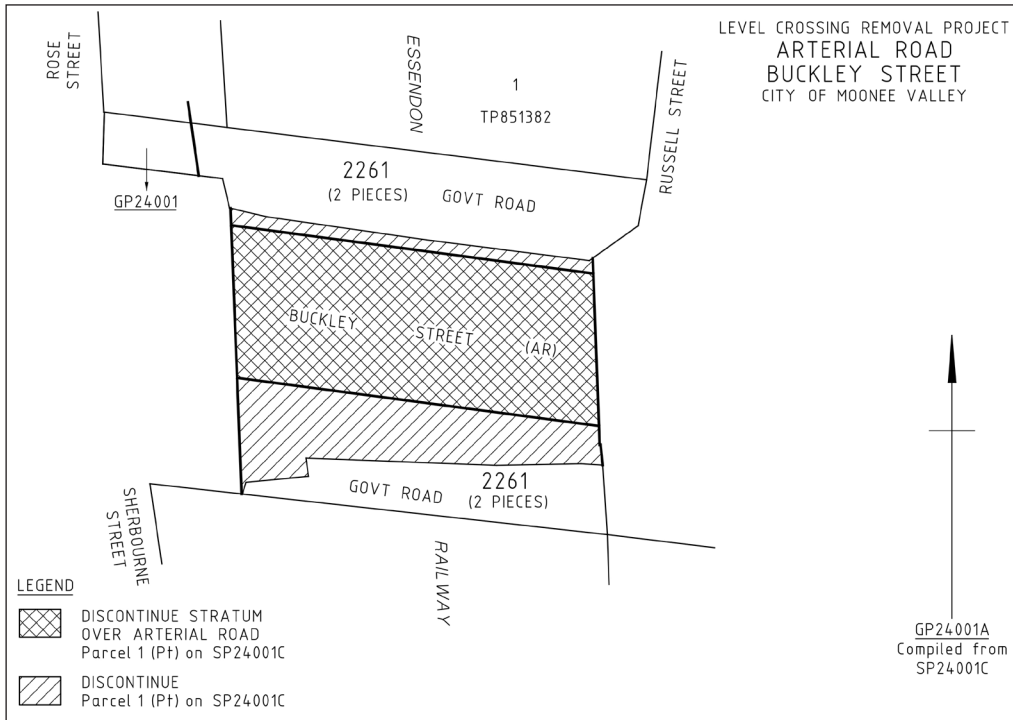 LEVEL CROSSING REMOVAL PROJECT
ARTERIAL ROAD
BUCKLEY STREET
CITY OF MOONEE VALLEY
ROSE
STREET
ESSENDON
1
TP851382
RUSSELL STREET
GP24001
2261
(2 PIECES)
GOVT ROAD
BUCKLEY STREET (AR)
2261
(2 PIECES)
GOVT ROAD
SHERBOURNE
STREET
RAILWAY
LEGEND
DISCONTINUE STRATUM
OVER ARTERIAL ROAD
Parcel 1 (Pt) on SP24001C
DISCONTINUE
Parcel 1 (Pt) on SP24001C
GP24001A
Compiled from
SP24001C